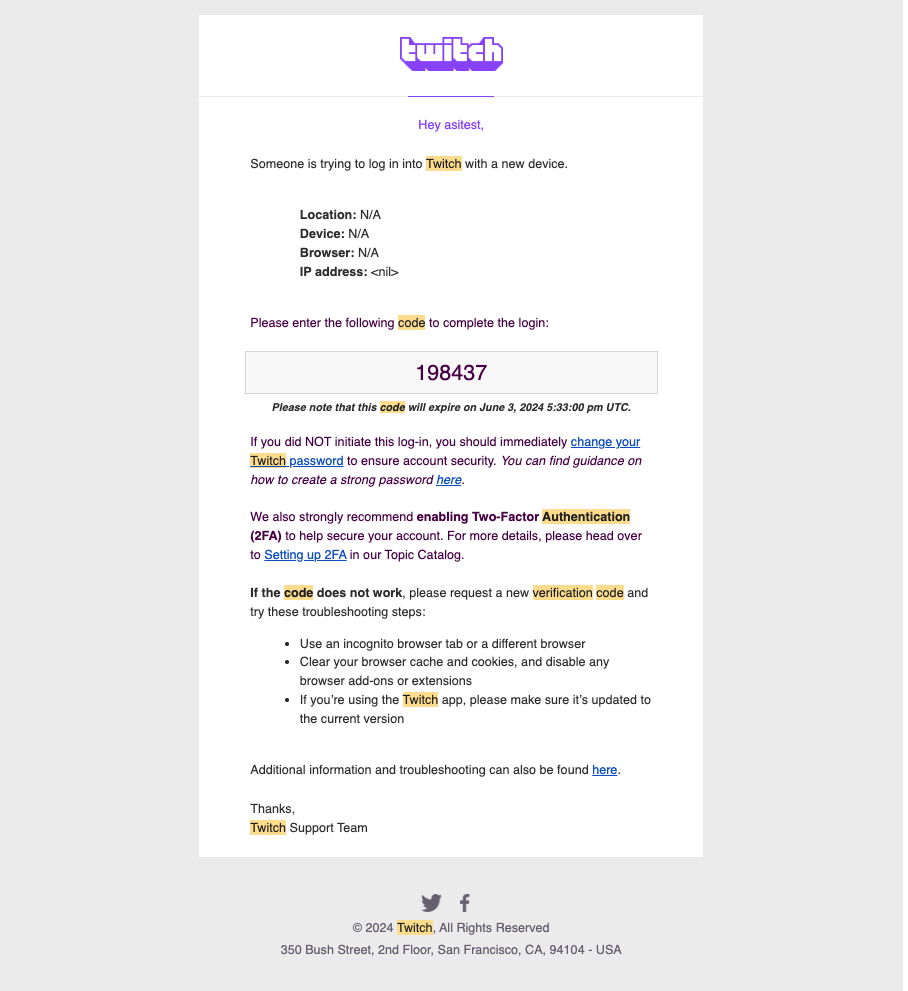 twitch
Hey asitest,
Someone is trying to log in into Twitch with a new device.
Location: N/A
Device: N/A
Browser: N/A
IP address: <nil>
Please enter the following code to complete the login:
198437
Please note that this code will expire on June 3, 2024 5:33:00 pm UTC.
If you did NOT initiate this log-in, you should immediately change your
Twitch password to ensure account security. You can find guidance on
how to create a strong password here.
We also strongly recommend enabling Two-Factor Authentication
(2FA) to help secure your account. For more details, please head over
to Setting up 2FA in our Topic Catalog.
If the code does not work, please request a new verification code and
try these troubleshooting steps:
• Use an incognito browser tab or a different browser
• Clear your browser cache and cookies, and disable any
browser add-ons or extensions
• If you’re using the Twitch app, please make sure it’s updated to
the current version
Additional information and troubleshooting can also be found here.
Thanks,
Twitch Support Team
© 2024 Twitch, All Rights Reserved
350 Bush Street, 2nd Floor, San Francisco, CA, 94104 - USA